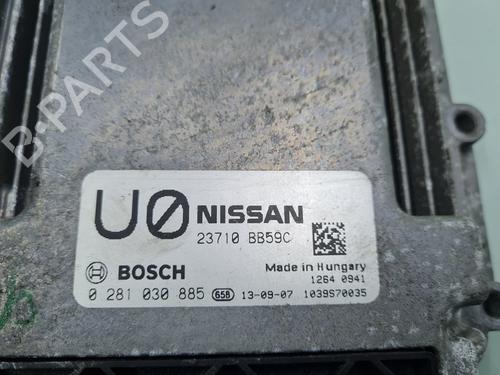 B-PARTS
U0 NISSAN
23710 BB59C
BOSCH
Made in Hungary
1264 0941
0 281 030 885 658 13-09-07 1039S70035